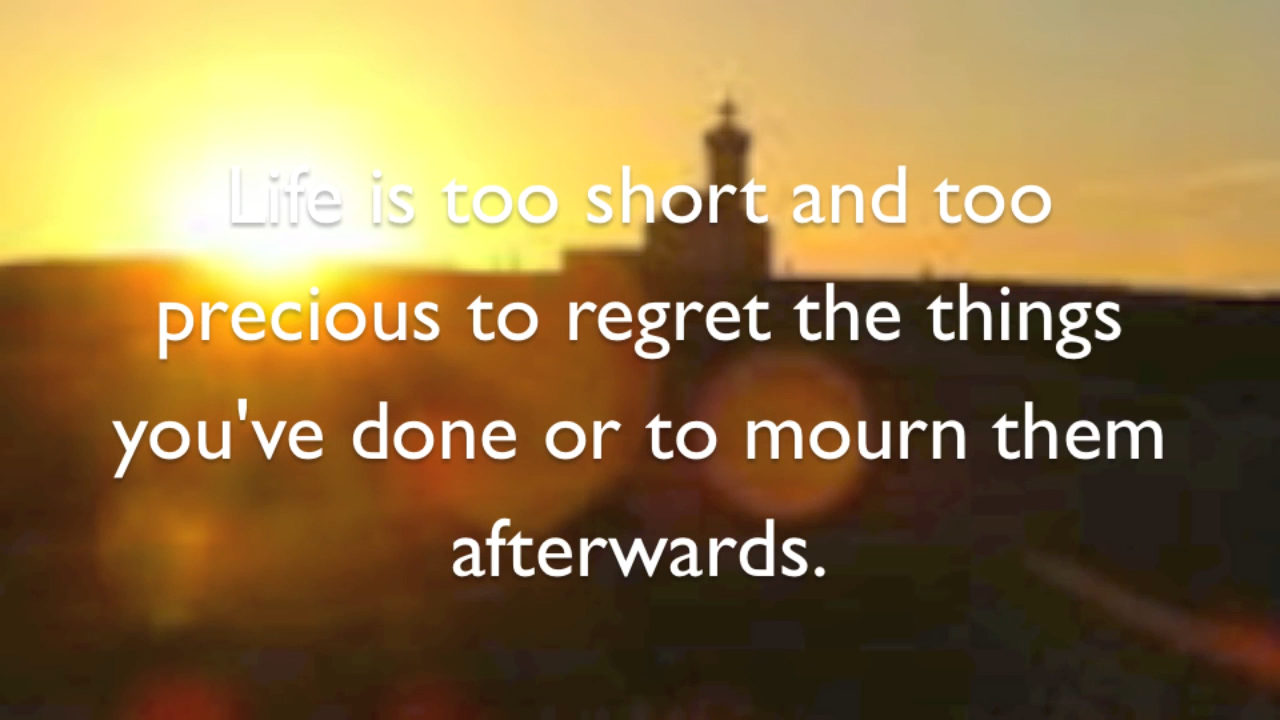 Life is too short and too
precious to regret the things
you've done or to mourn them
afterwards.